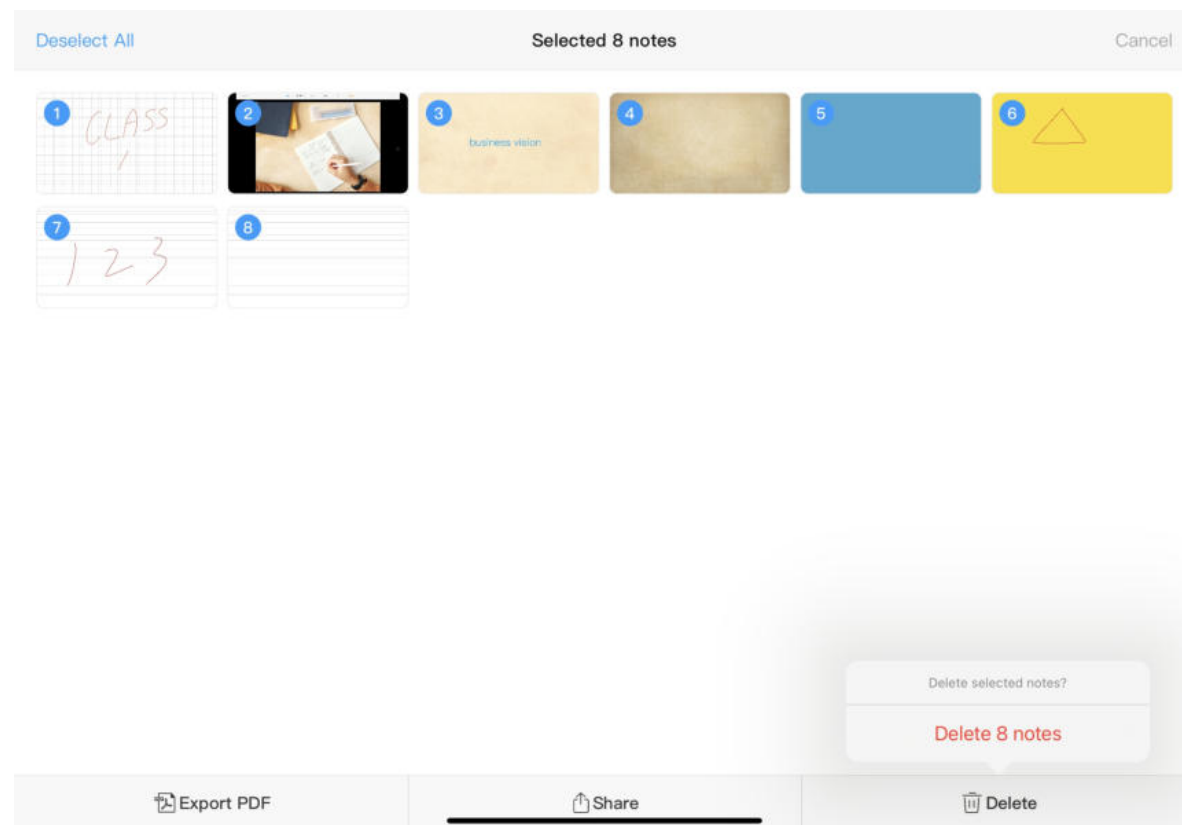 Deselect All
Selected 8 notes
Cancel
1
2
3
4
5
6
CLASS
business vision
7
8
1 2 3
Delete selected notes?
Delete 8 notes
Export PDF
Share
Delete